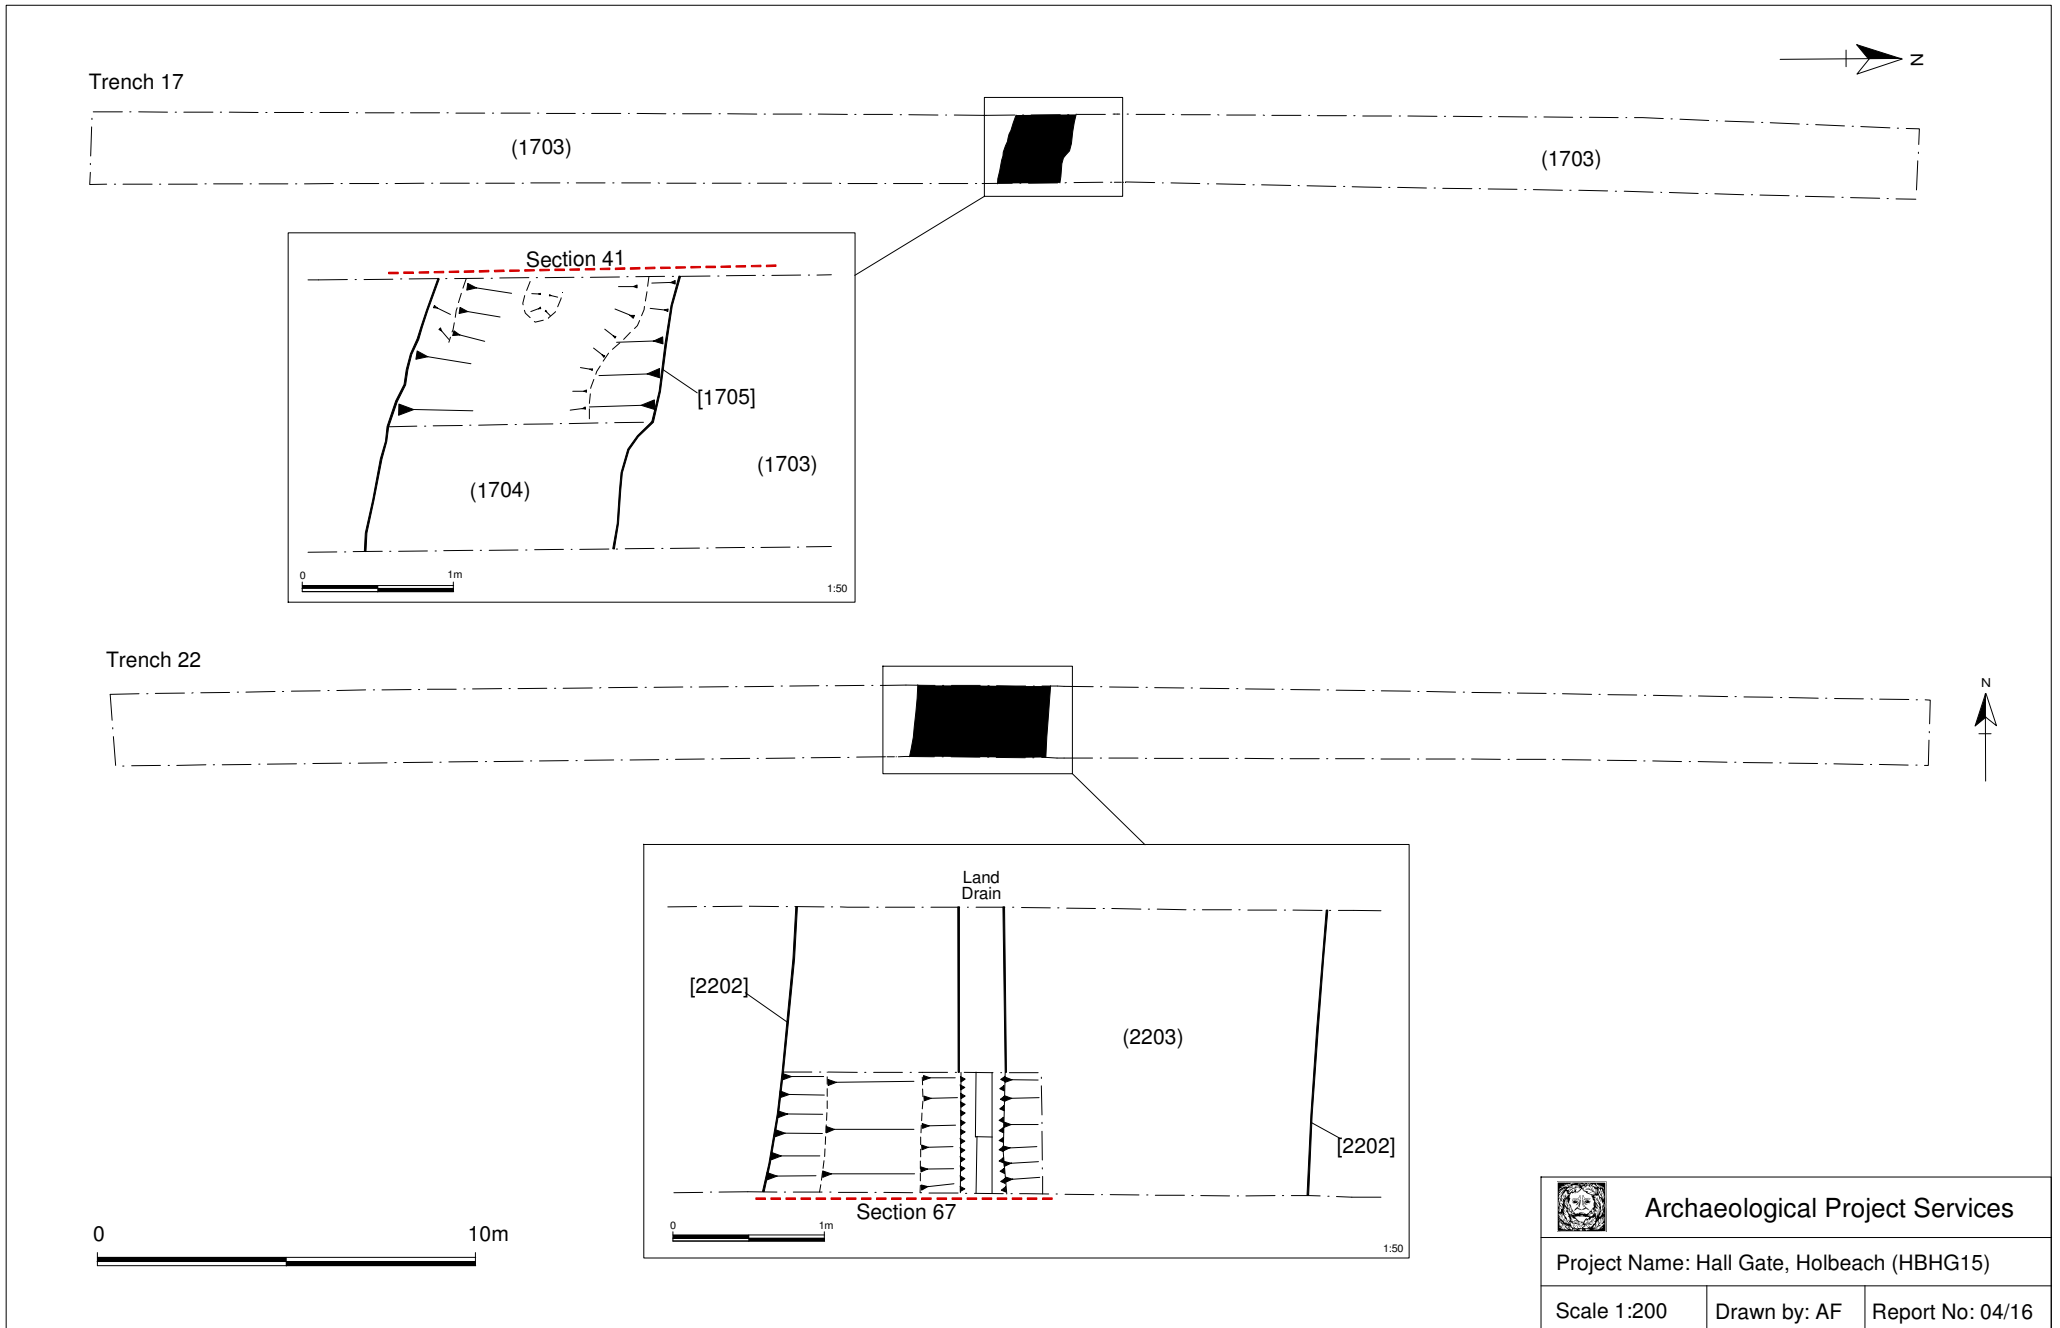 Trench 17
N
(1703)
(1703)
Section 41
[1705]
(1703)
(1704)
0 1m
1:50
Trench 22
N
Land
Drain
[2202]
(2203)
[2202]
Section 67
0 1m
1:50
0 10m
Archaeological Project Services
Project Name: Hall Gate, Holbeach (HBHG15)
Scale 1:200
Drawn by: AF
Report No: 04/16